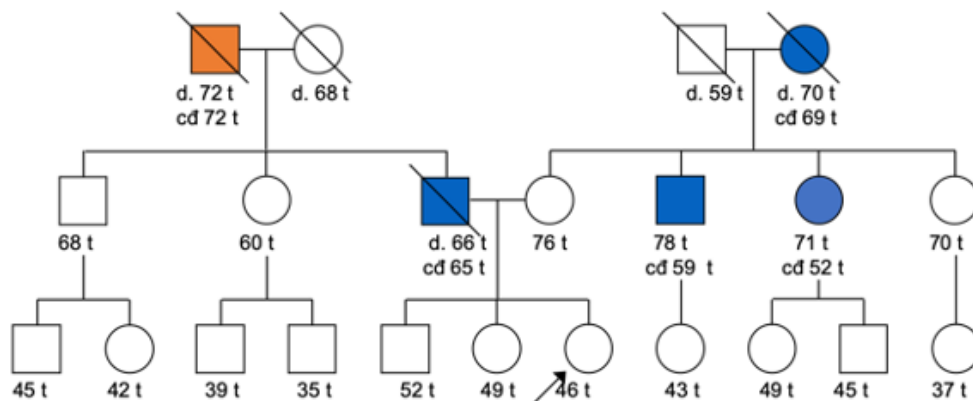 d. 72 t
cđ 72 t
d. 68 t
d. 59 t
d. 70 t
cđ 69 t
68 t
60 t
d. 66 t
cđ 65 t
76 t
78 t
cđ 59 t
71 t
cđ 52 t
70 t
45 t
42 t
39 t
35 t
52 t
49 t
46 t
43 t
49 t
45 t
37 t